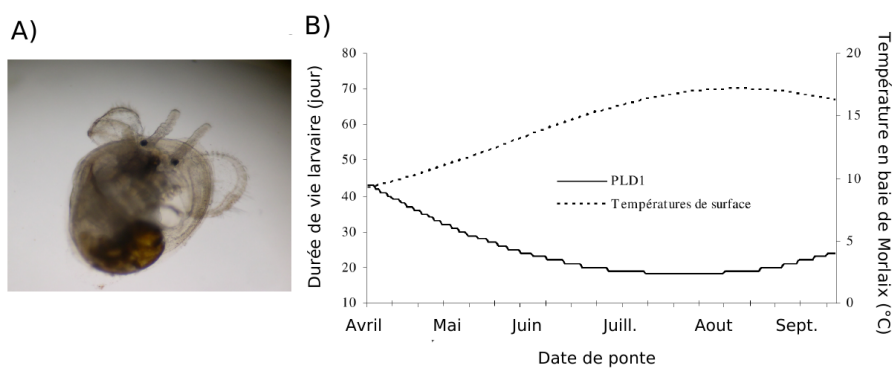 A)
B)
Durée de vie larvaire (jour)
80
70
60
50
40
30
20
10
PLD1
Températures de surface
20
15
10
5
0
Température en baie de Morlaix (°C)
Avril Mai Juin Juill. Aout Sept.
Date de ponte